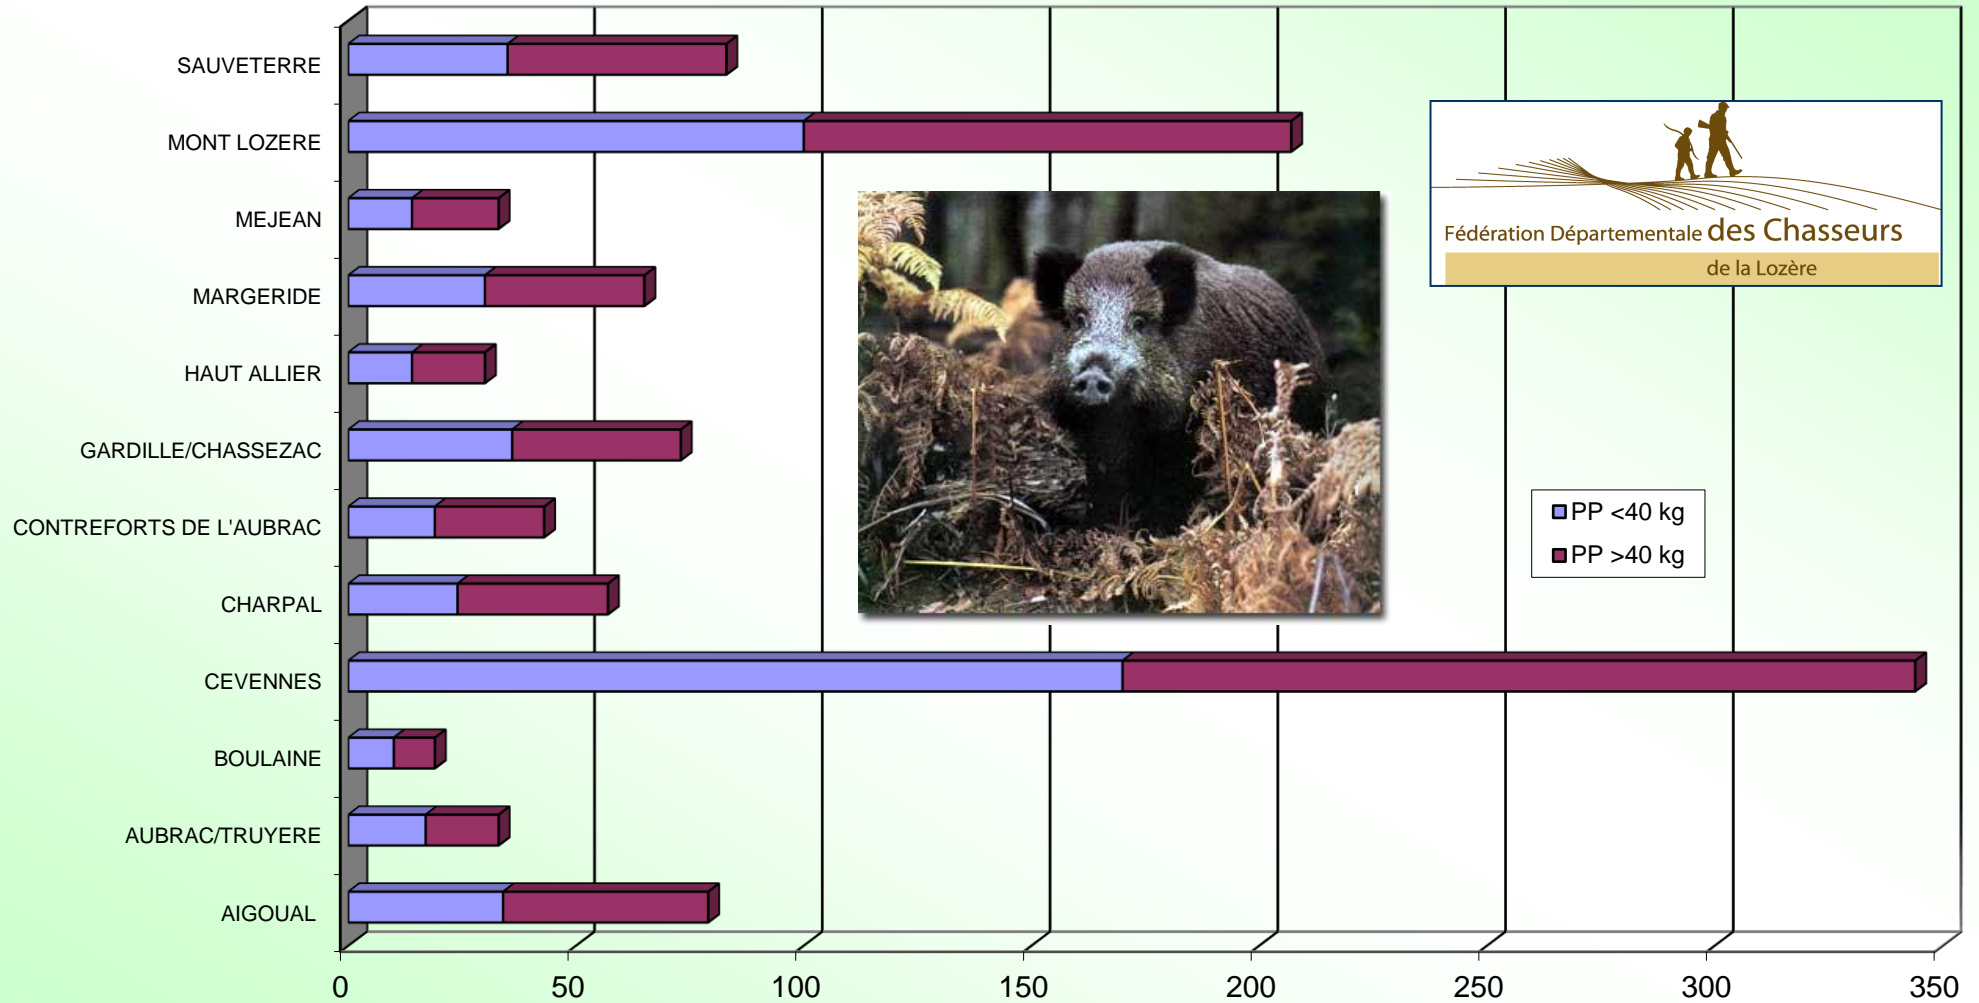 SAUVETERRE
MONT LOZERE
MEJEAN
MARGERIDE
HAUT ALLIER
GARDILLE/CHASSEZAC
CONTREFORTS DE L'AUBRAC
CHARPAL
CEVENNES
BOULAINE
AUBRAC/TRUYERE
AIGOUAL
0 50 100 150 200 250 300 350
Fédération Départementale des Chasseurs
de la Lozère
PP <40 kg
PP >40 kg